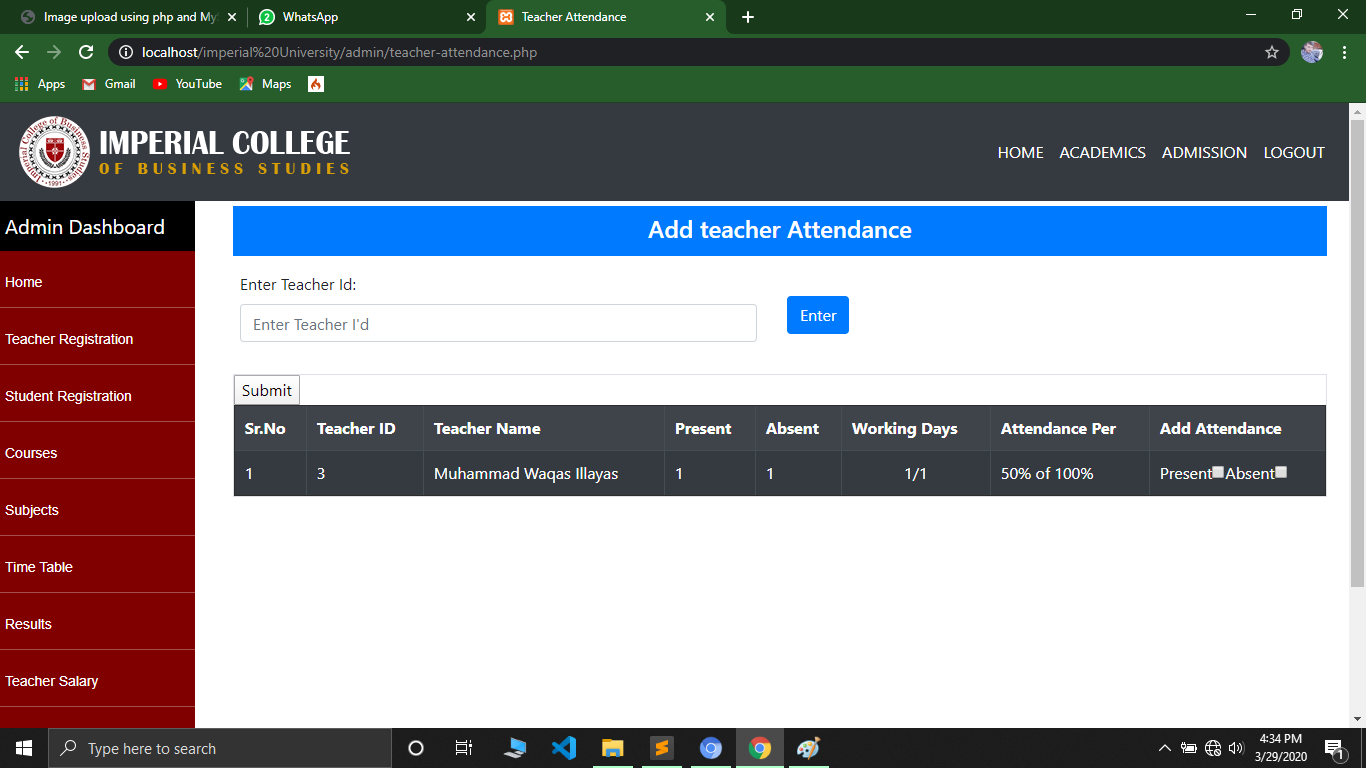 Image upload using php and My
WhatsApp
Teacher Attendance
localhost/imperial%20University/admin/teacher-attendance.php
Apps
Gmail
YouTube
Maps
Imperial College of Business Studies
1991
IMPERIAL COLLEGE
OF BUSINESS STUDIES
HOME ACADEMICS ADMISSION LOGOUT
Admin Dashboard
Home
Teacher Registration
Student Registration
Courses
Subjects
Time Table
Results
Teacher Salary
Add teacher Attendance
Enter Teacher Id:
Enter Teacher I'd
Enter
Submit
Sr.No Teacher ID Teacher Name Present Absent Working Days Attendance Per Add Attendance
1 3 Muhammad Waqas Illayas 1 1 1/1 50% of 100% Present Absent
Type here to search
4:34 PM
3/29/2020
1